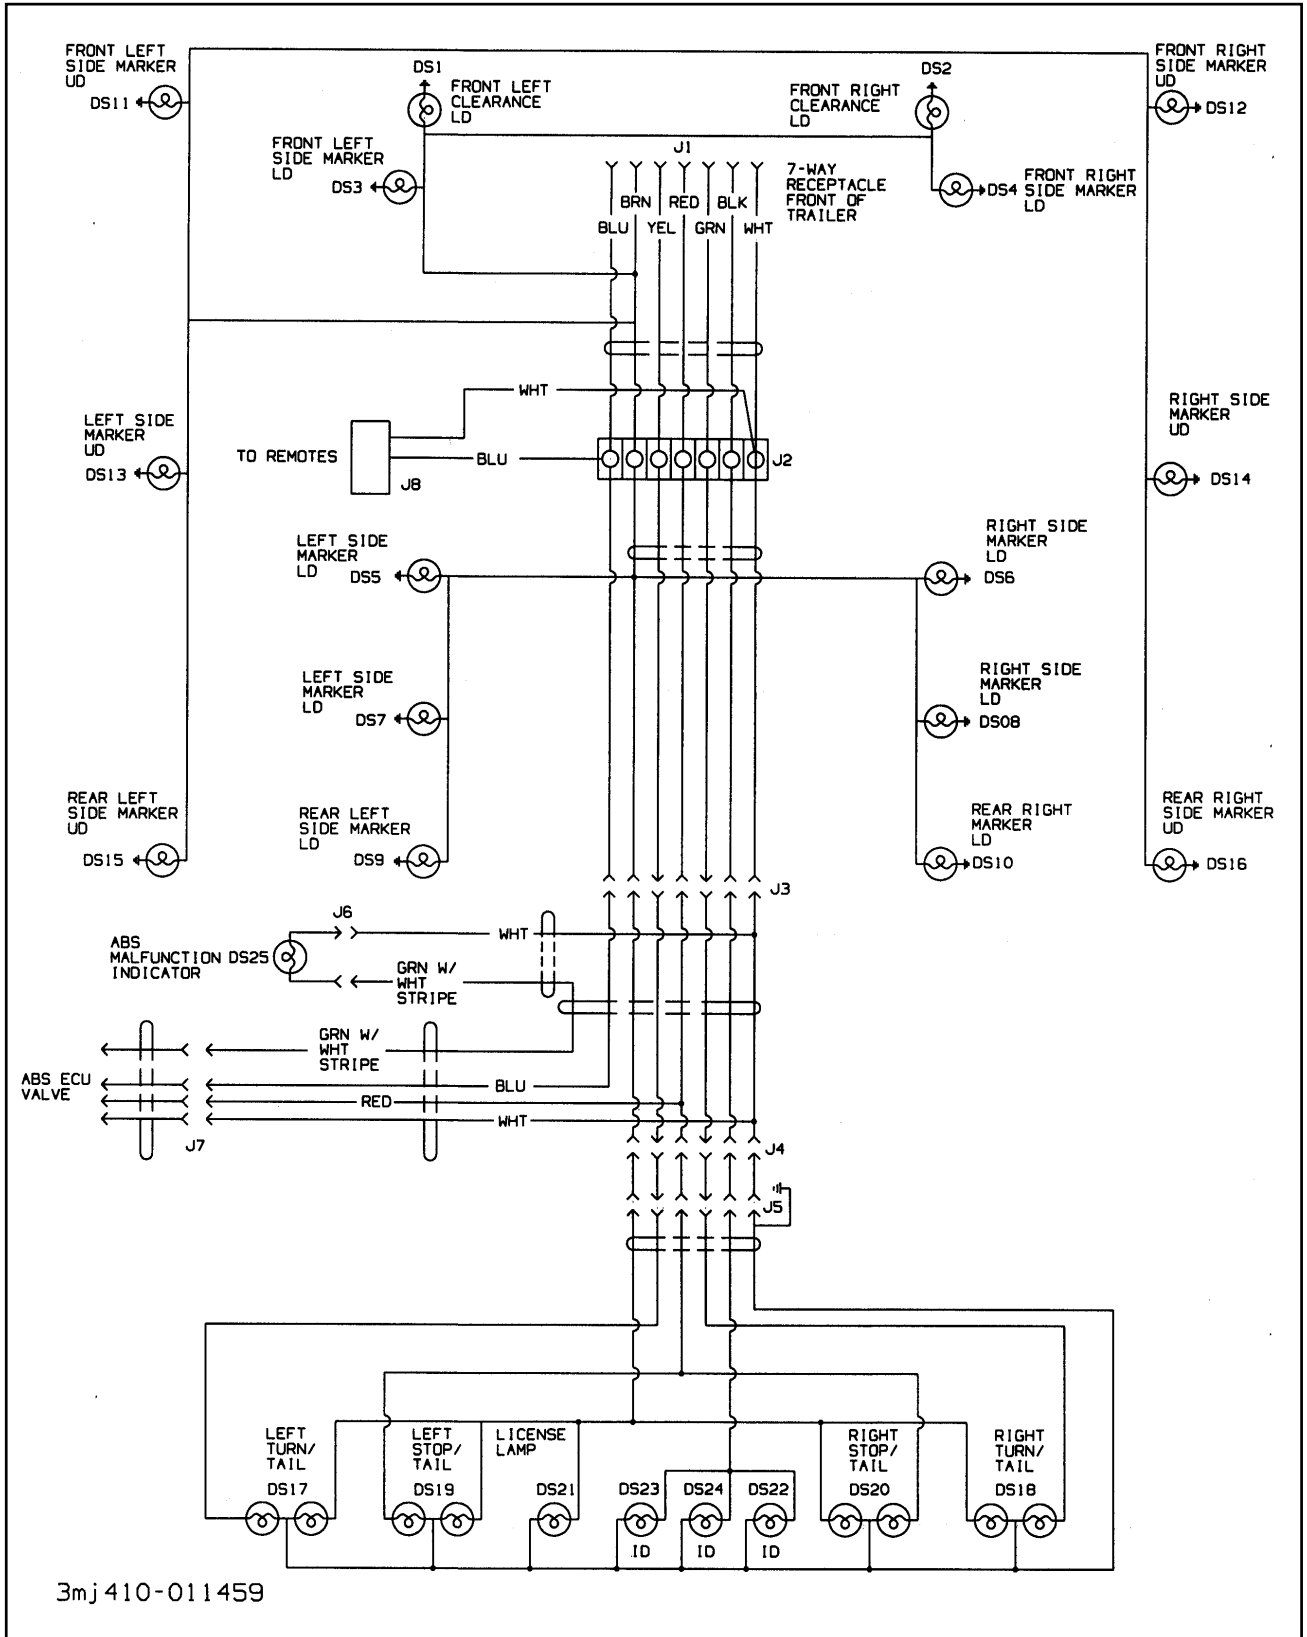 FRONT LEFT
SIDE MARKER
UD
DS11
DS1
FRONT LEFT
CLEARANCE
LD
FRONT RIGHT
CLEARANCE
LD
DS2
FRONT RIGHT
SIDE MARKER
UD
DS12
FRONT LEFT
SIDE MARKER
LD
DS3
J1
7-WAY
RECEPTACLE
FRONT OF
TRAILER
DS4
FRONT RIGHT
SIDE MARKER
LD
BRN RED BLK
BLU YEL GRN WHT
WHT
LEFT SIDE
MARKER
UD
DS13
TO REMOTES
J8
BLU
J2
RIGHT SIDE
MARKER
UD
DS14
LEFT SIDE
MARKER
LD
DS5
RIGHT SIDE
MARKER
LD
DS6
LEFT SIDE
MARKER
LD
DS7
RIGHT SIDE
MARKER
LD
DS08
REAR LEFT
SIDE MARKER
UD
DS15
REAR LEFT
SIDE MARKER
LD
DS9
REAR RIGHT
MARKER
LD
DS10
REAR RIGHT
SIDE MARKER
UD
DS16
J3
J6
WHT
ABS
MALFUNCTION DS25
INDICATOR
GRN W/
WHT
STRIPE
GRN W/
WHT
STRIPE
ABS ECU
VALVE
BLU
RED
WHT
J7
J4
J5
LEFT
TURN/
TAIL
DS17
LEFT
STOP/
TAIL
DS19
LICENSE
LAMP
DS21
DS23
ID
DS24
ID
DS22
ID
RIGHT
STOP/
TAIL
DS20
RIGHT
TURN/
TAIL
DS18
3mj410-011459